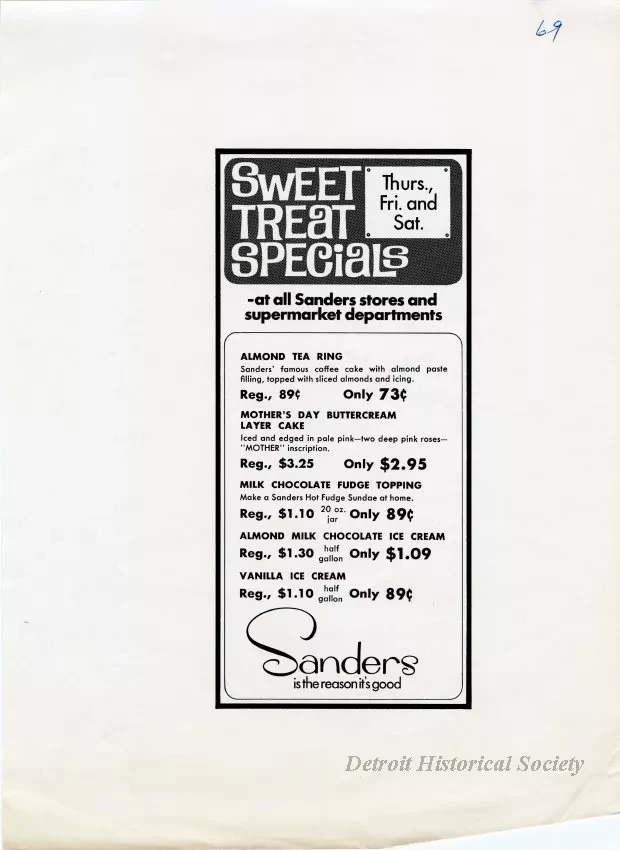 69
SWEET
TREAT
SPECIALS
Thurs.,
Fri. and
Sat.
-at all Sanders stores and
supermarket departments
ALMOND TEA RING
Sanders' famous coffee cake with almond paste
filling, topped with sliced almonds and icing.
Reg., 89¢ Only 73¢
MOTHER'S DAY BUTTERCREAM
LAYER CAKE
Iced and edged in pale pink—two deep pink roses—
"MOTHER" inscription.
Reg., $3.25 Only $2.95
MILK CHOCOLATE FUDGE TOPPING
Make a Sanders Hot Fudge Sundae at home.
Reg., $1.10 20 oz. jar Only 89¢
ALMOND MILK CHOCOLATE ICE CREAM
Reg., $1.30 half gallon Only $1.09
VANILLA ICE CREAM
Reg., $1.10 half gallon Only 89¢
Sanders
is the reason it's good
Detroit Historical Society